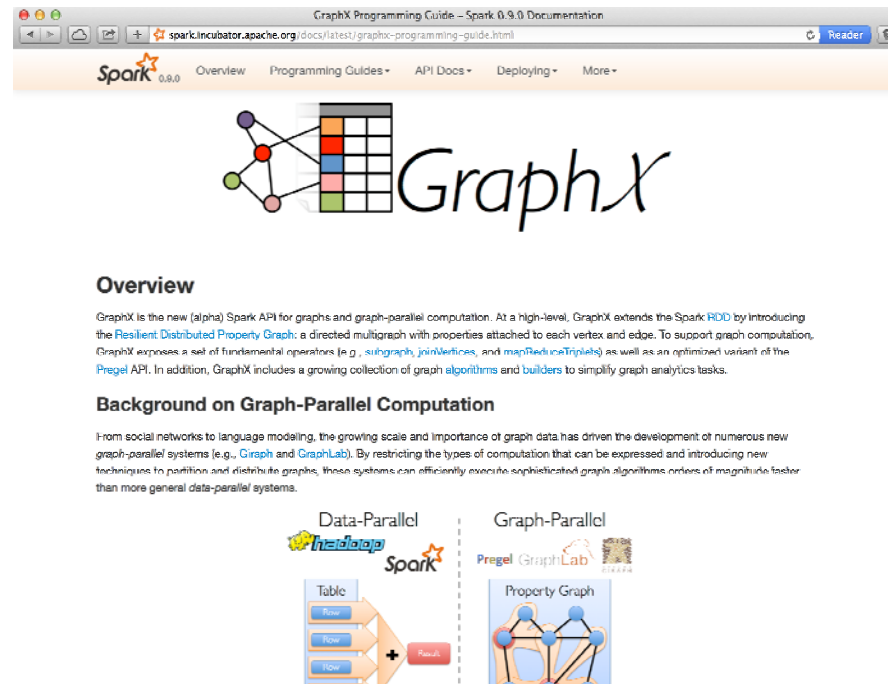 GraphX Programming Guide – Spark 0.9.0 Documentation
spark.incubator.apache.org/docs/latest/graphx-programming-guide.html
Reader
Spark 0.9.0 Overview Programming Guides API Docs Deploying More
GraphX
Overview
GraphX is the new (alpha) Spark API for graphs and graph-parallel computation. At a high-level, GraphX extends the Spark RDD by introducing
the Resilient Distributed Property Graph: a directed multigraph with properties attached to each vertex and edge. To support graph computation,
GraphX exposes a set of fundamental operators (e.g., subgraph, joinVertices, and mapReduceTriplets) as well as an optimized variant of the
Pregel API. In addition, GraphX includes a growing collection of graph algorithms and builders to simplify graph analytics tasks.
Background on Graph-Parallel Computation
From social networks to language modeling, the growing scale and importance of graph data has driven the development of numerous new
graph-parallel systems (e.g., Giraph and GraphLab). By restricting the types of computation that can be expressed and introducing new
techniques to partition and distribute graphs, these systems can efficiently execute sophisticated graph algorithms orders of magnitude faster
than more general data-parallel systems.
Data-Parallel Graph-Parallel
hadoop
Spark
Pregel GraphLab
Table
Property Graph
Row
Row
Result
Row